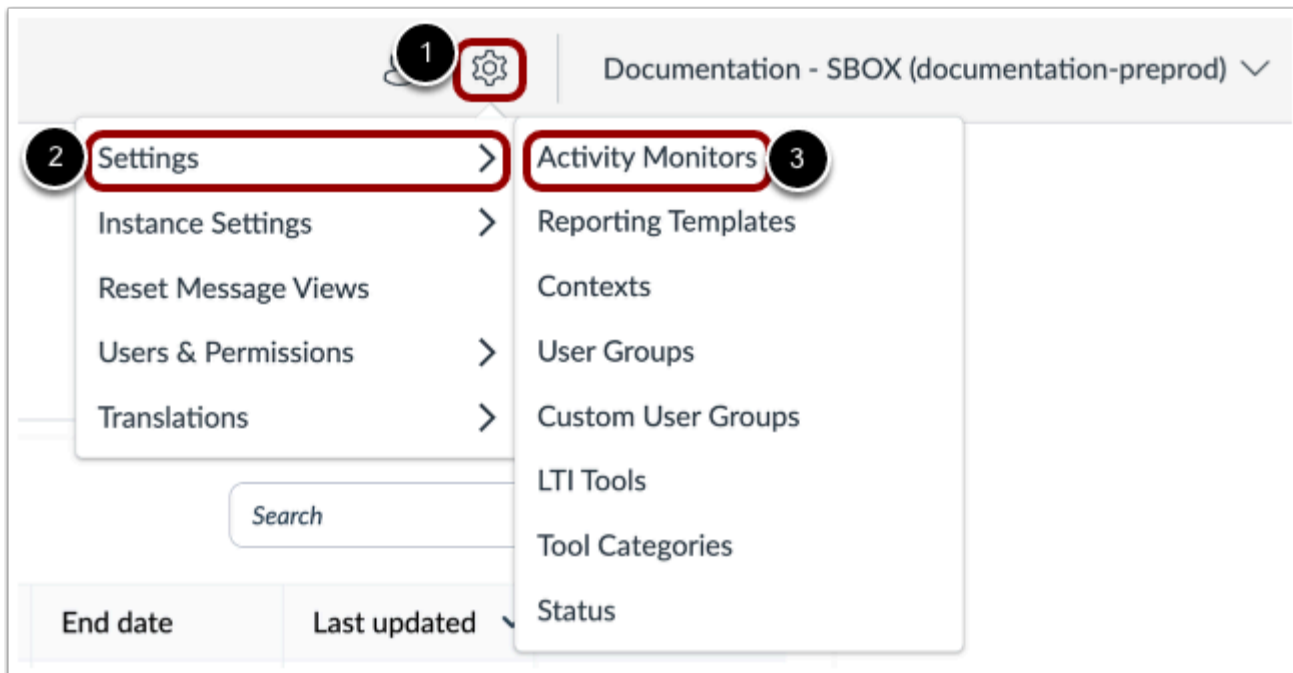 1
Documentation - SBOX (documentation-preprod)
2
Settings
Activity Monitors
3
Instance Settings
Reporting Templates
Reset Message Views
Contexts
Users & Permissions
User Groups
Translations
Custom User Groups
LTI Tools
Search
Tool Categories
End date
Last updated
Status